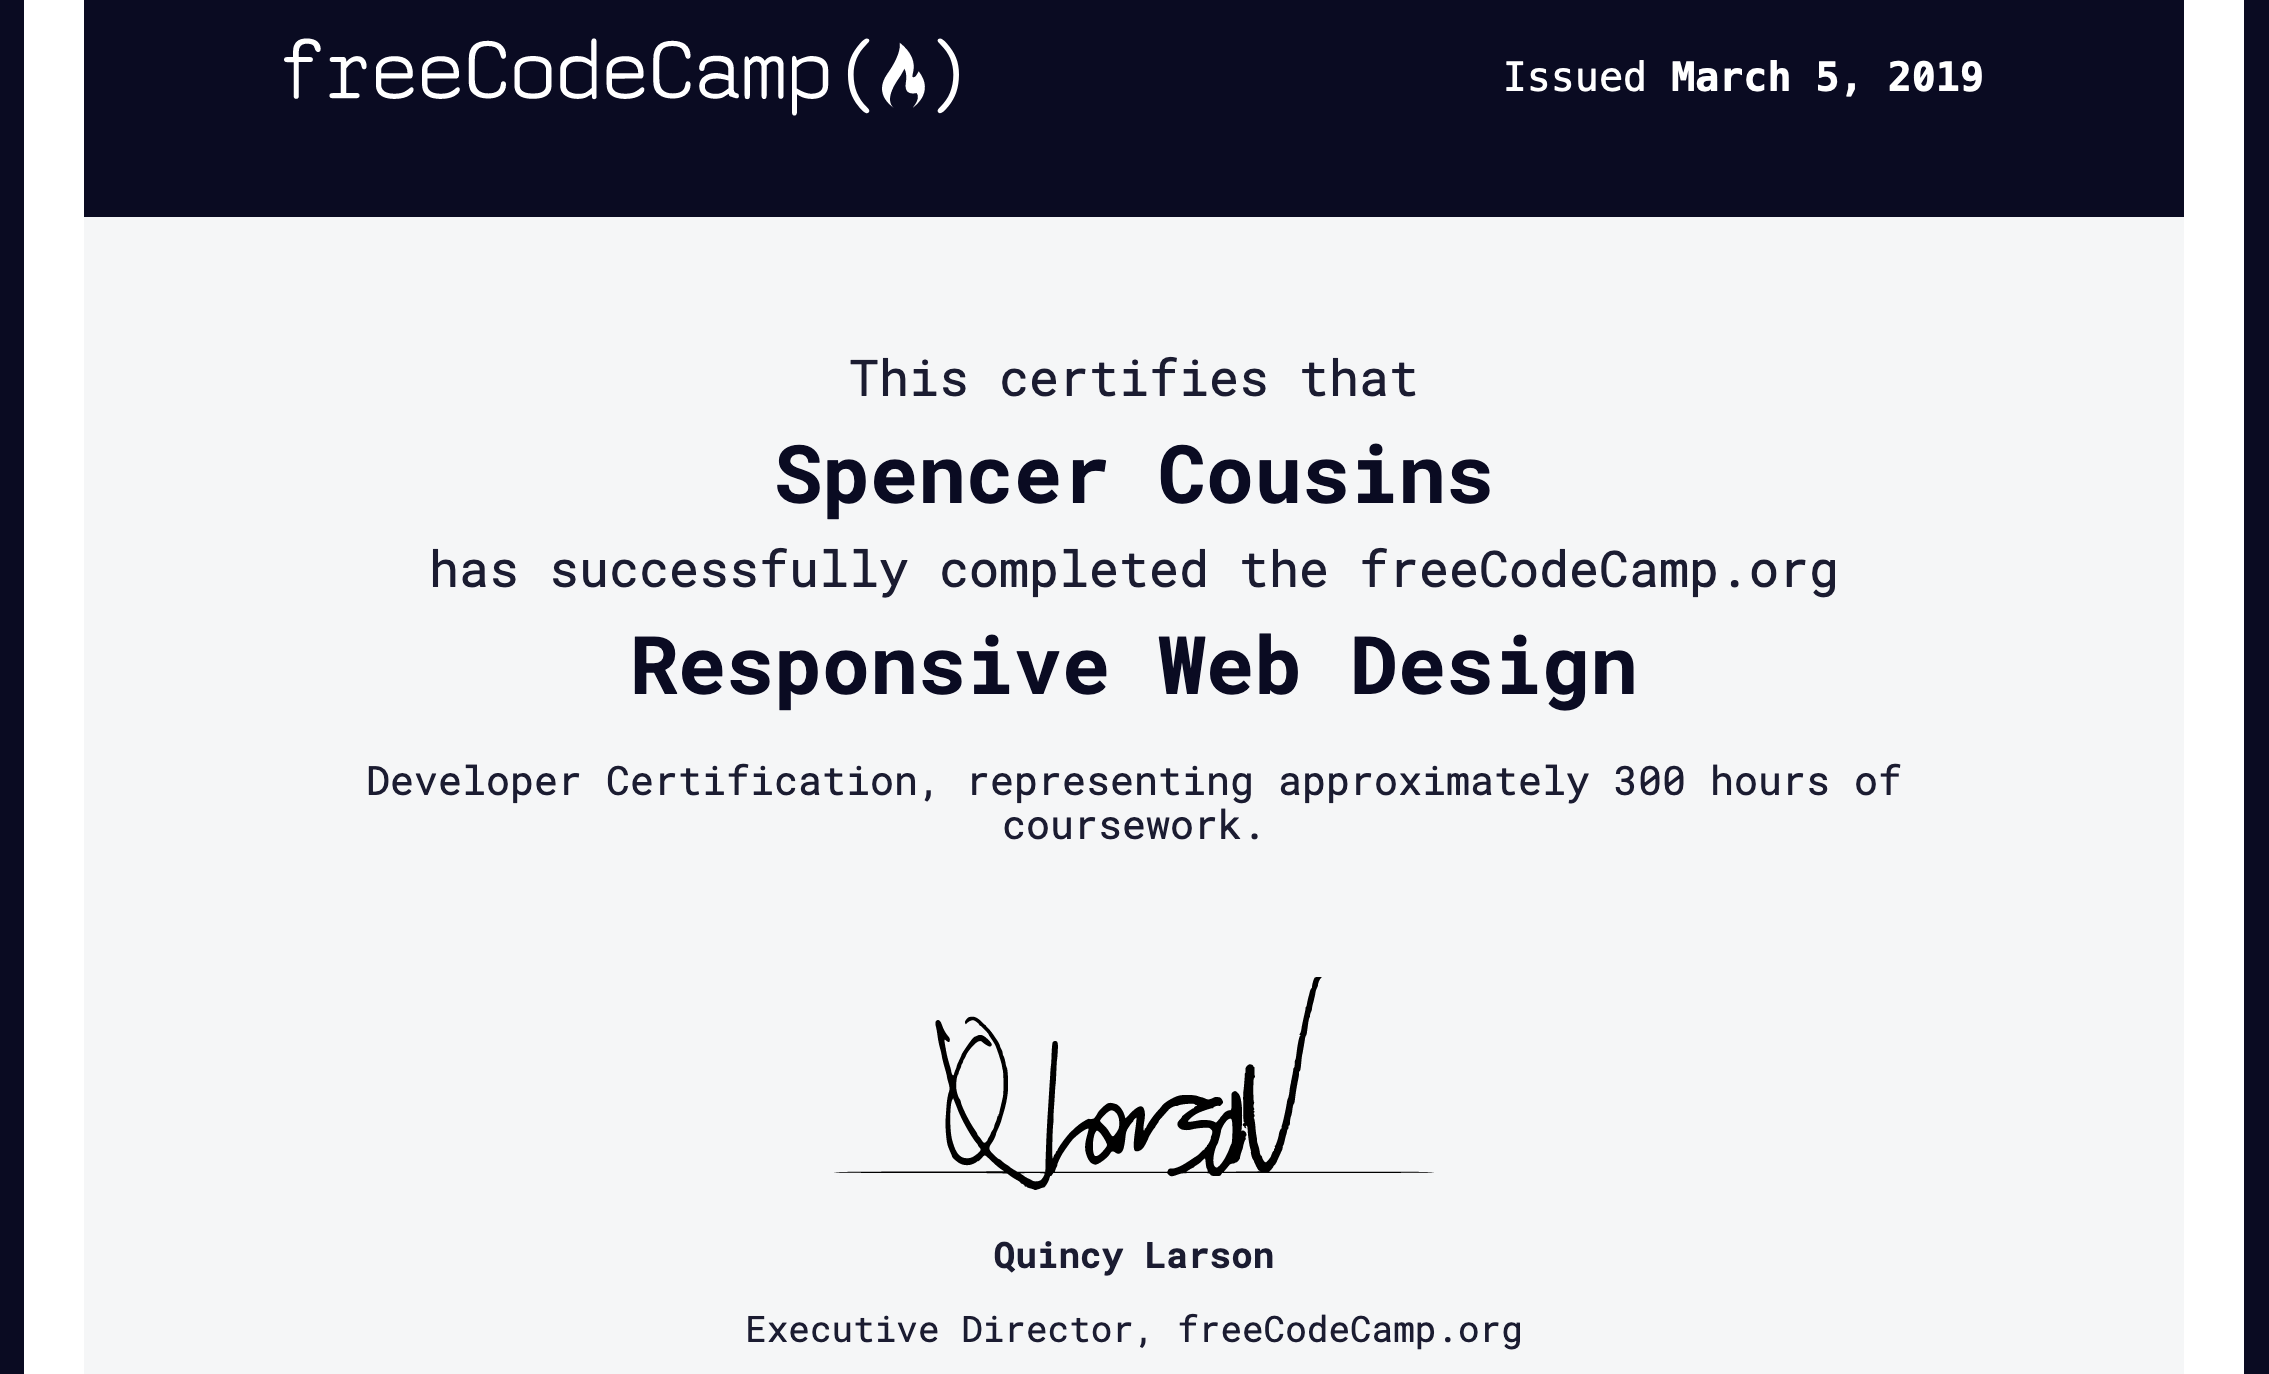 freeCodeCamp(🔥)
Issued March 5, 2019
This certifies that
Spencer Cousins
has successfully completed the freeCodeCamp.org
Responsive Web Design
Developer Certification, representing approximately 300 hours of
coursework.
QLarson
Quincy Larson
Executive Director, freeCodeCamp.org